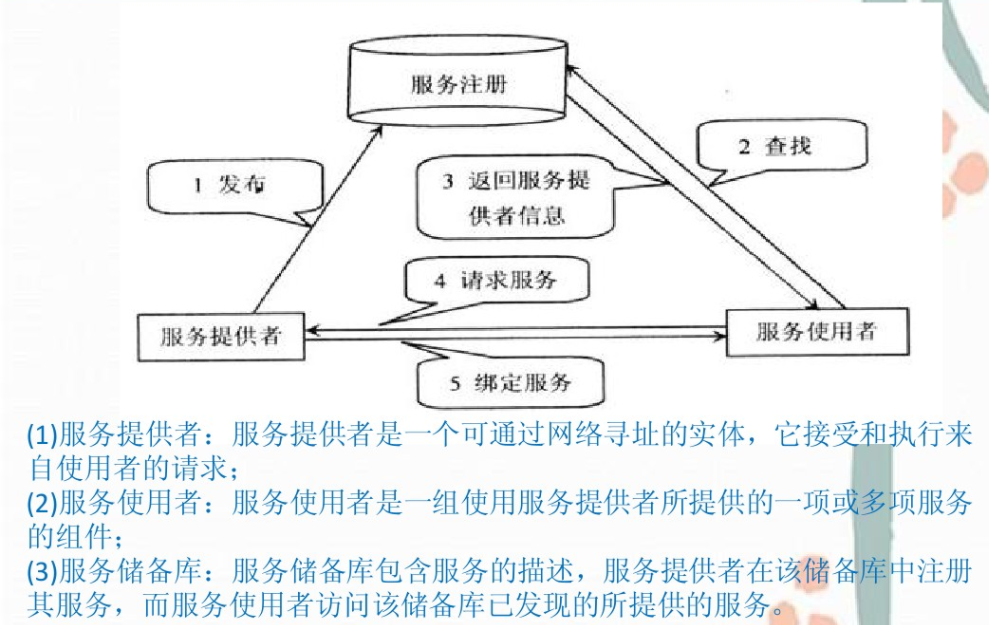 服务注册
2 查找
1 发布
3 返回服务提
供者信息
4 请求服务
服务提供者
服务使用者
5 绑定服务
(1)服务提供者：服务提供者是一个可通过网络寻址的实体，它接受和执行来
自使用者的请求；
(2)服务使用者：服务使用者是一组使用服务提供者所提供的一项或多项服务
的组件；
(3)服务储备库：服务储备库包含服务的描述，服务提供者在该储备库中注册
其服务，而服务使用者访问该储备库已发现的所提供的服务。